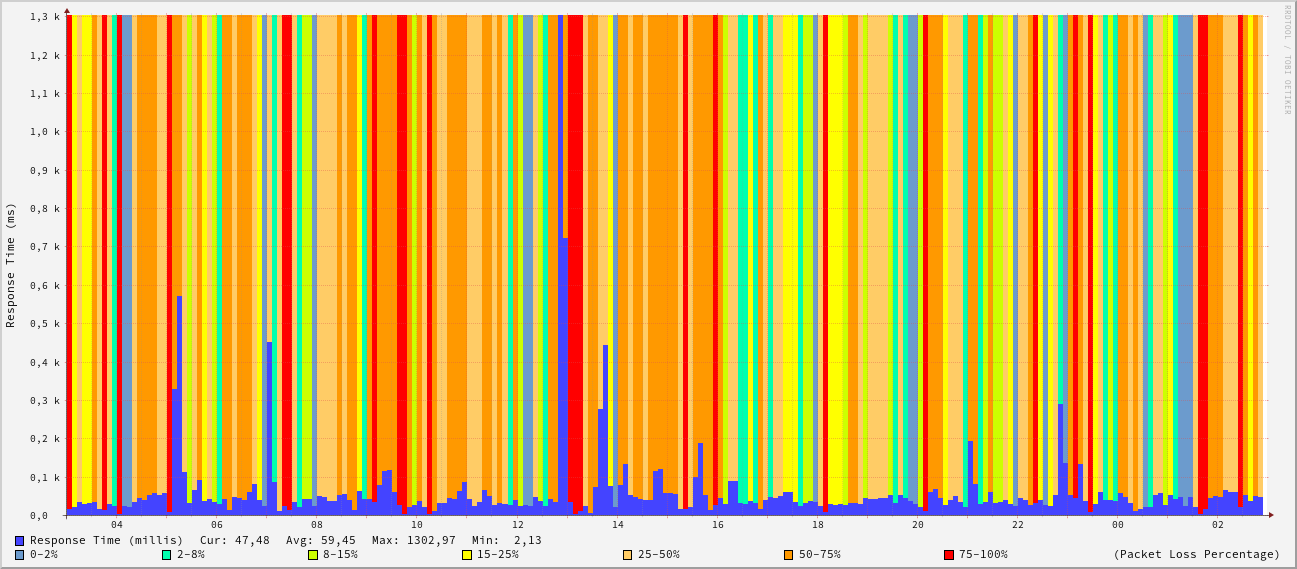 1,3 k
1,2 k
1,1 k
1,0 k
0,9 k
0,8 k
0,7 k
0,6 k
0,5 k
0,4 k
0,3 k
0,2 k
0,1 k
0,0
Response Time (ms)
RRDTOOL / TOBI OETIKER
04 06 08 10 12 14 16 18 20 22 00 02
Response Time (millis) Cur: 47,48 Avg: 59,45 Max: 1302,97 Min: 2,13
0-2% 2-8% 8-15% 15-25% 25-50% 50-75% 75-100% (Packet Loss Percentage)